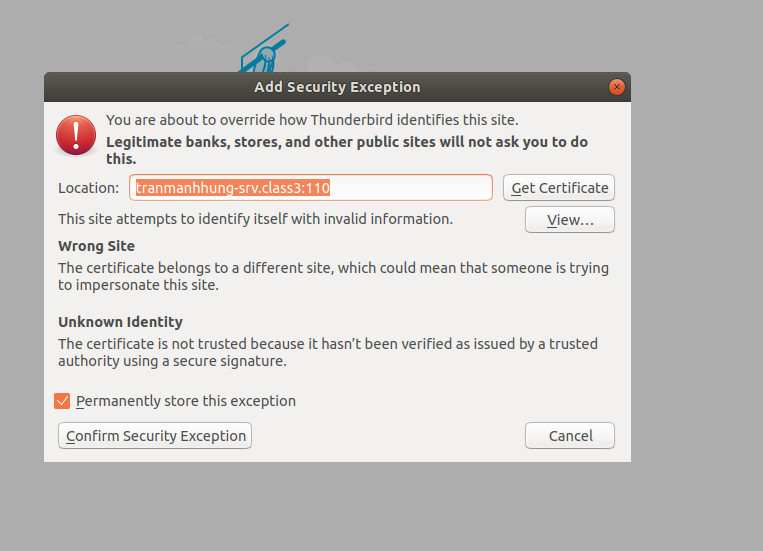 Add Security Exception
You are about to override how Thunderbird identifies this site.
Legitimate banks, stores, and other public sites will not ask you to do
this.
Location: tranmanhhung-srv.class3:110 Get Certificate
This site attempts to identify itself with invalid information. View...
Wrong Site
The certificate belongs to a different site, which could mean that someone is trying
to impersonate this site.
Unknown Identity
The certificate is not trusted because it hasn't been verified as issued by a trusted
authority using a secure signature.
Permanently store this exception
Confirm Security Exception Cancel